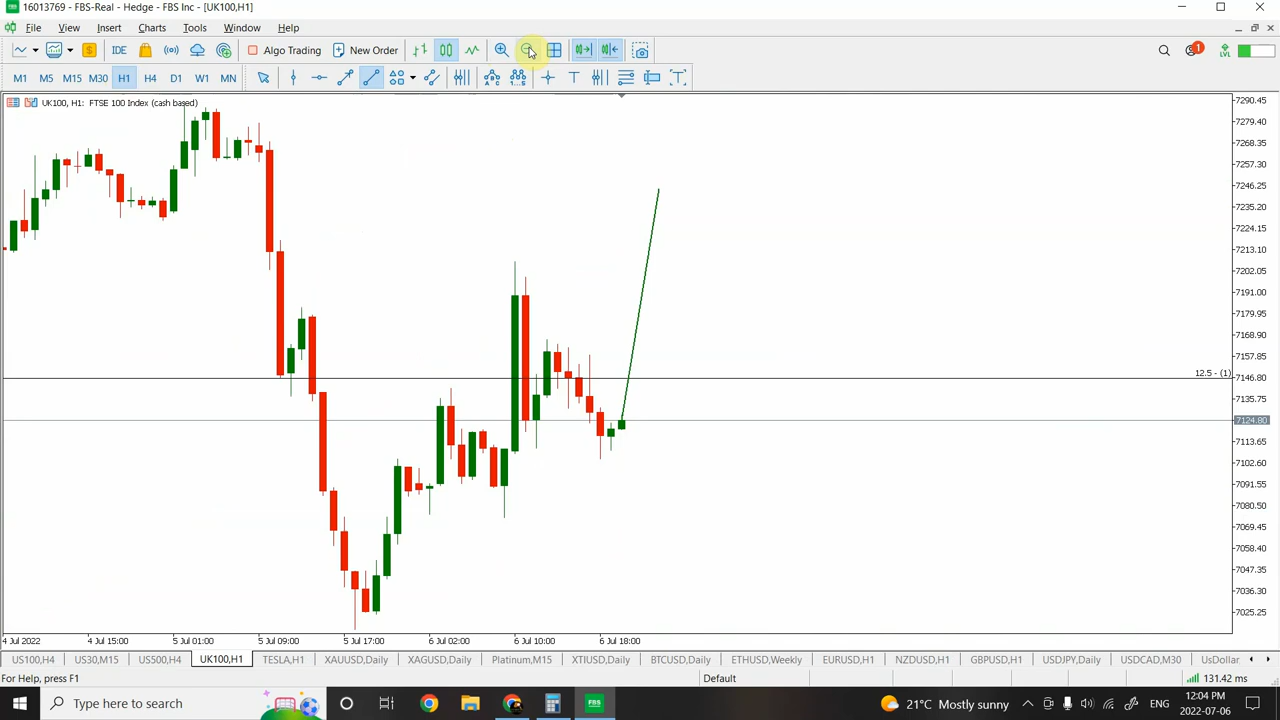 16013769 - FBS-Real - Hedge - FBS Inc - [UK100,H1]
File View Insert Charts Tools Window Help
IDE Algo Trading New Order 1 LVL
M1 M5 M15 M30 H1 H4 D1 W1 MN
UK100, H1: FTSE 100 Index (cash based)
7290.45
7279.40
7268.35
7257.30
7246.25
7235.20
7224.15
7213.10
7202.05
7191.00
7179.95
7168.90
7157.85
12.5 - (1)
7146.80
7135.75
7124.80
7113.65
7102.60
7091.55
7080.50
7069.45
7058.40
7047.35
7036.30
7025.25
4 Jul 2022 4 Jul 15:00 5 Jul 01:00 5 Jul 09:00 5 Jul 17:00 6 Jul 02:00 6 Jul 10:00 6 Jul 18:00
US100,H4 US30,M15 US500,H4 UK100,H1 TESLA,H1 XAUUSD,Daily XAGUSD,Daily Platinum,M15 XTIUSD,Daily BTCUSD,Daily ETHUSD,Weekly EURUSD,H1 NZDUSD,H1 GBPUSD,H1 USDJPY,Daily USDCAD,M30 UsDollar
For Help, press F1 Default 131.42 ms
Type here to search FBS 21°C Mostly sunny ENG 12:04 PM
2022-07-06